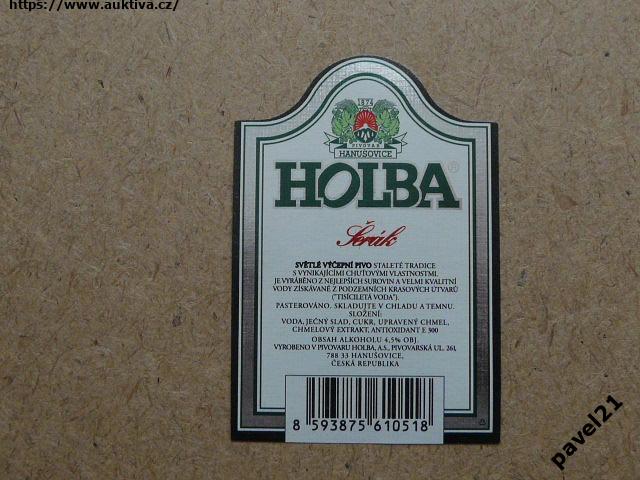 https://www.auktiva.cz/
1874
PIVOVAR
HANUŠOVICE
HOLBA®
Šerák
SVĚTLÉ VÝČEPNÍ PIVO STALETÉ TRADICE
S VYNIKAJÍCÍMI CHUŤOVÝMI VLASTNOSTMI,
JE VYRÁBĚNO Z NEJLEPŠÍCH SUROVIN A VELMI KVALITNÍ
VODY ZÍSKÁVANÉ Z PODZEMNÍCH KRASOVÝCH ÚTVARŮ
("TISÍCILETÁ VODA").
PASTEROVÁNO. SKLADUJTE V CHLADU A TEMNU.
SLOŽENÍ:
VODA, JEČNÝ SLAD, CUKR, UPRAVENÝ CHMEL,
CHMELOVÝ EXTRAKT, ANTIOXIDANT E 300
OBSAH ALKOHOLU 4,5% OBJ.
VYROBENO V PIVOVARU HOLBA, A.S., PIVOVARSKÁ UL. 261,
788 33 HANUŠOVICE,
ČESKÁ REPUBLIKA
8 593875 610518
pavel21